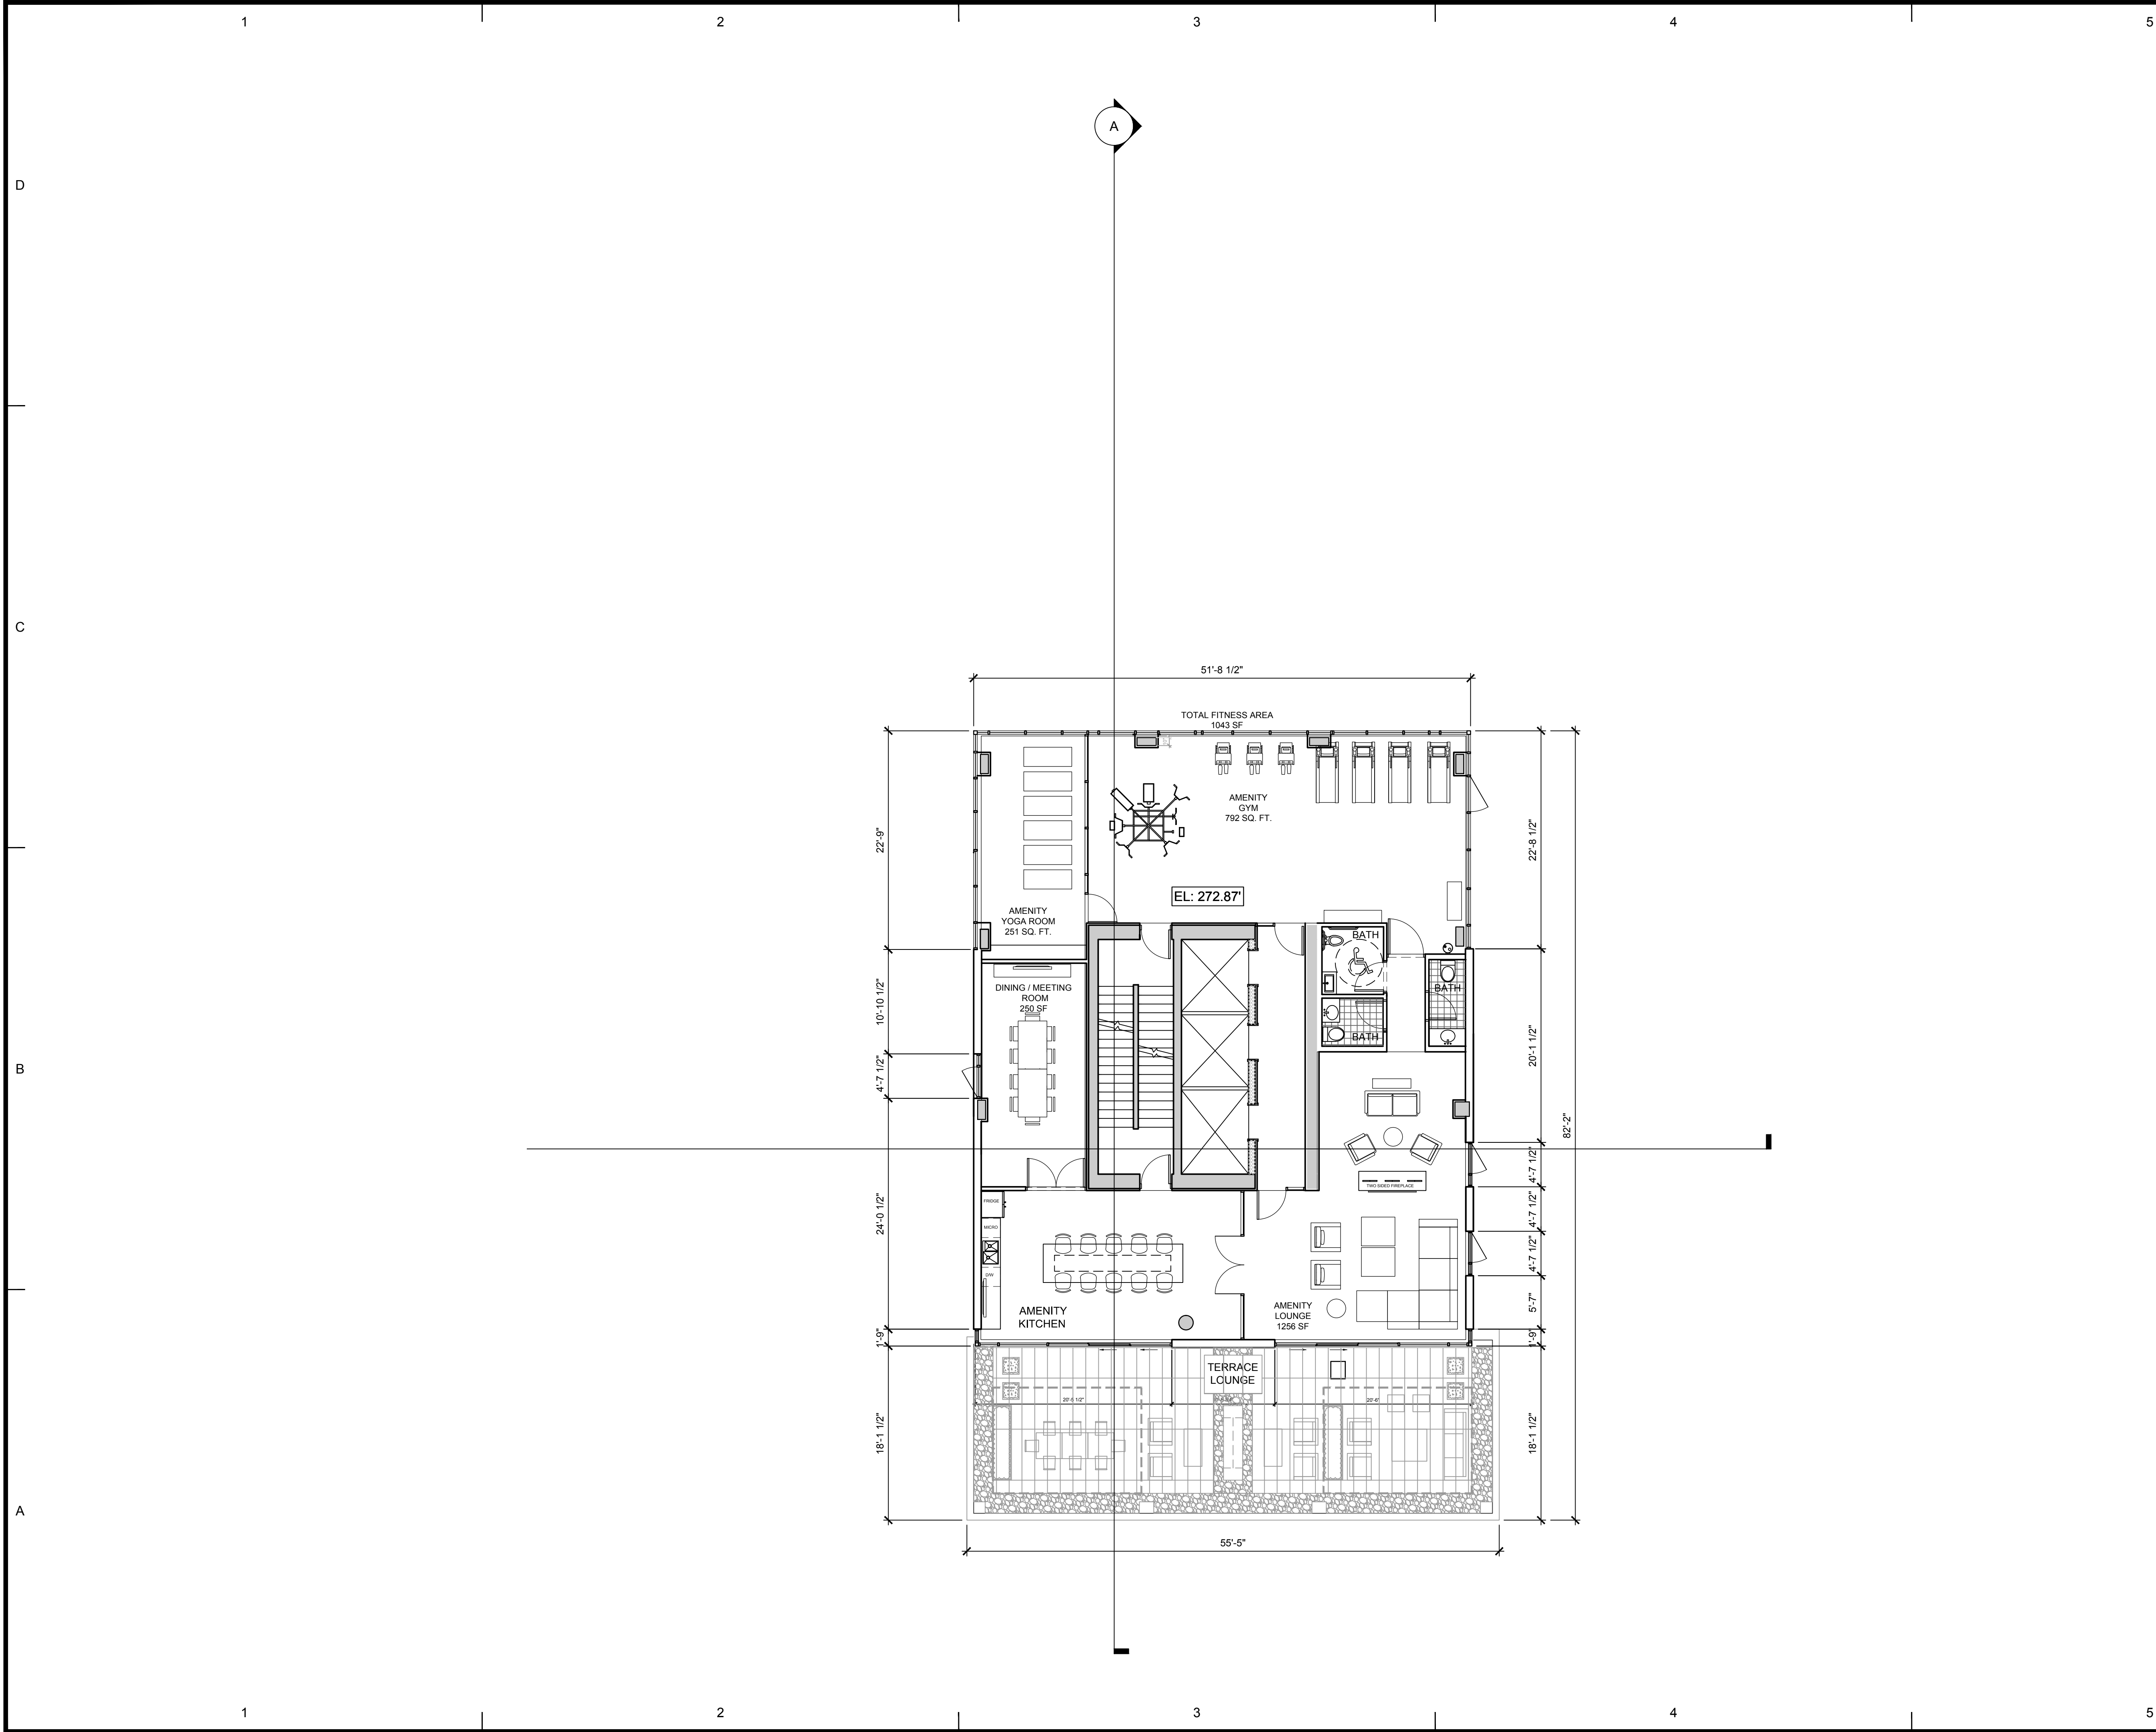 1 2 3 4 5
A
D
C
B
A
51'-8 1/2"
TOTAL FITNESS AREA
1043 SF
AMENITY
GYM
792 SQ. FT.
22'-9"
22'-8 1/2"
EL: 272.87'
AMENITY
YOGA ROOM
251 SQ. FT.
BATH
BATH
BATH
DINING / MEETING
ROOM
250 SF
10'-10 1/2"
4'-7 1/2"
20'-1 1/2"
82'-2"
4'-7 1/2"
TWO SIDED FIREPLACE
4'-7 1/2"
24'-0 1/2"
FRIDGE
MICRO
D/W
4'-7 1/2"
5'-7"
AMENITY
KITCHEN
AMENITY
LOUNGE
1256 SF
1'-9"
1'-9"
TERRACE
LOUNGE
20'-6"
18'-1 1/2"
18'-1 1/2"
55'-5"
1 2 3 4 5